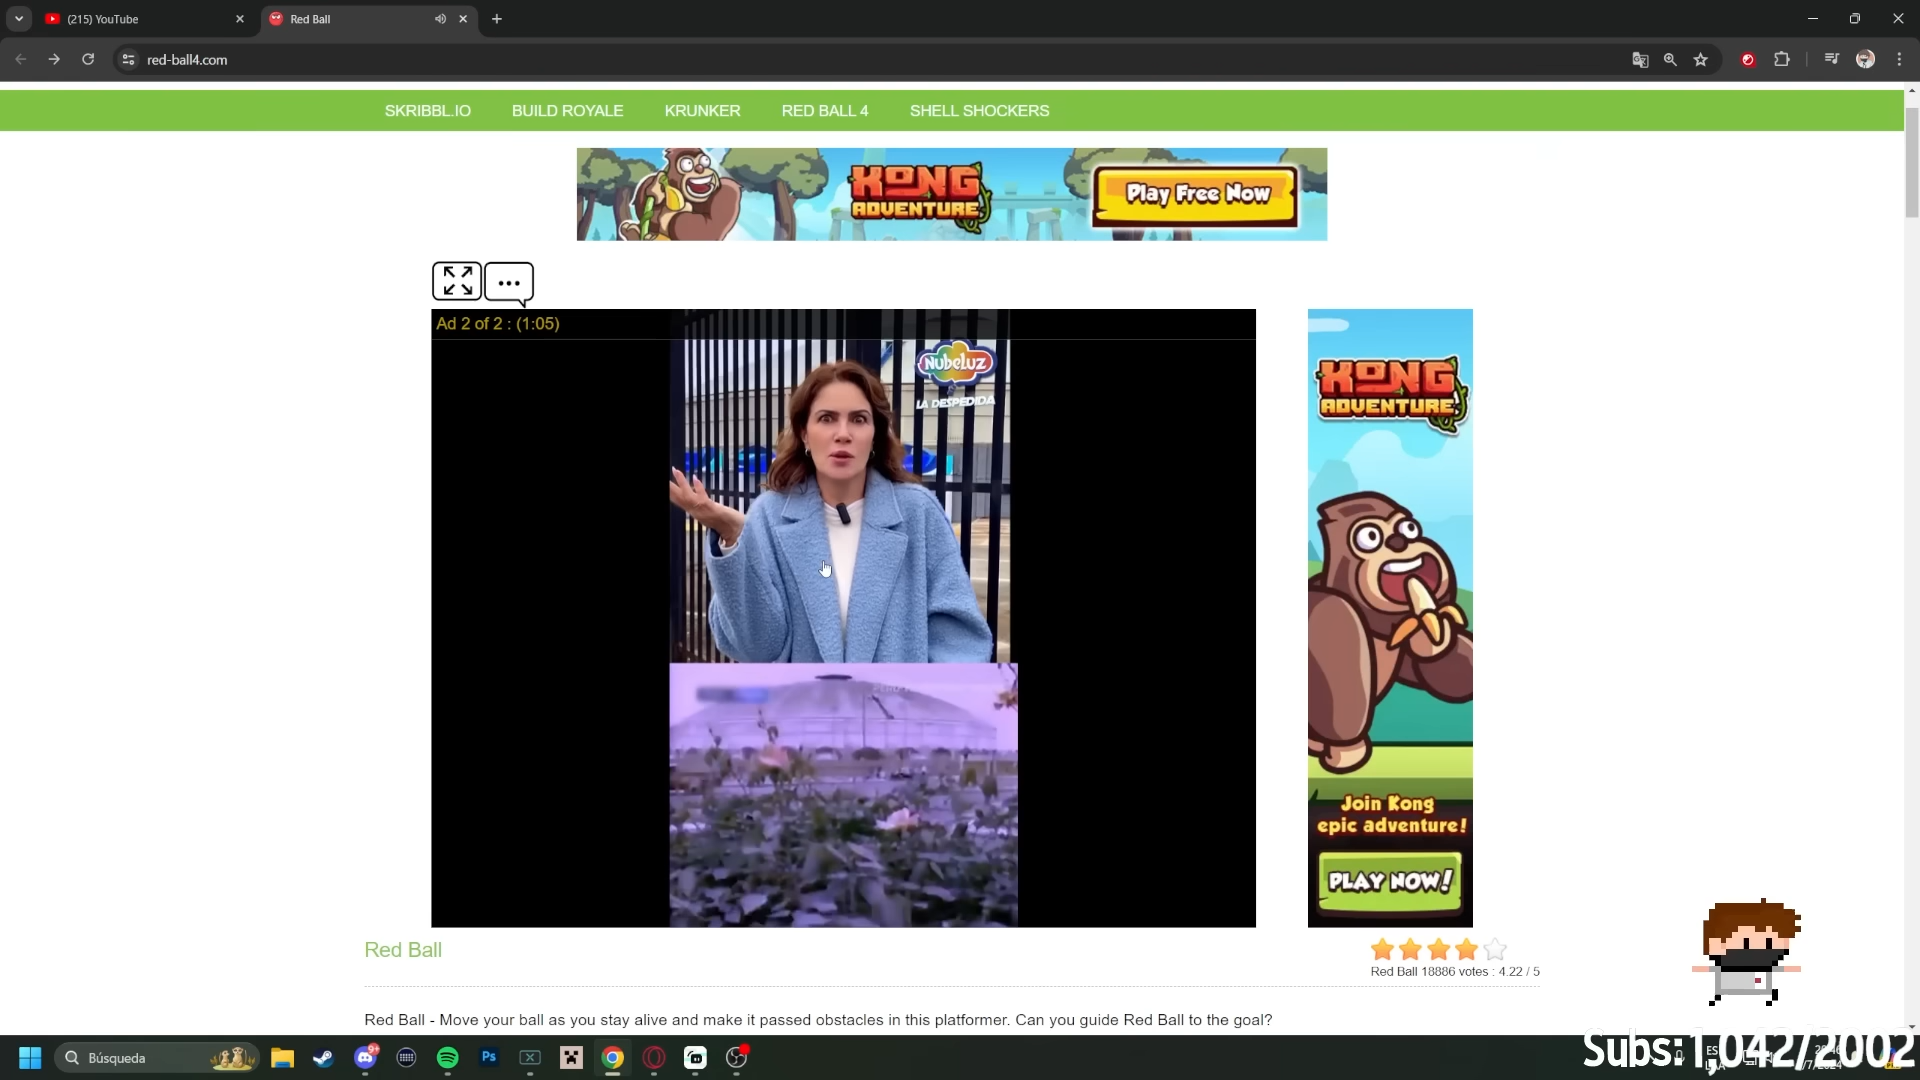 (215) YouTube
Red Ball
red-ball4.com
SKRIBBL.IO
BUILD ROYALE
KRUNKER
RED BALL 4
SHELL SHOCKERS
KONG
ADVENTURE
Play Free Now
Ad 2 of 2 : (1:05)
Nubeluz
LA DESPEDIDA
KONG
ADVENTURE
Join Kong
epic adventure!
PLAY NOW!
Red Ball
Red Ball 18886 votes : 4.22 / 5
Red Ball - Move your ball as you stay alive and make it passed obstacles in this platformer. Can you guide Red Ball to the goal?
Búsqueda
9+
Ps
Subs:1,042/2002